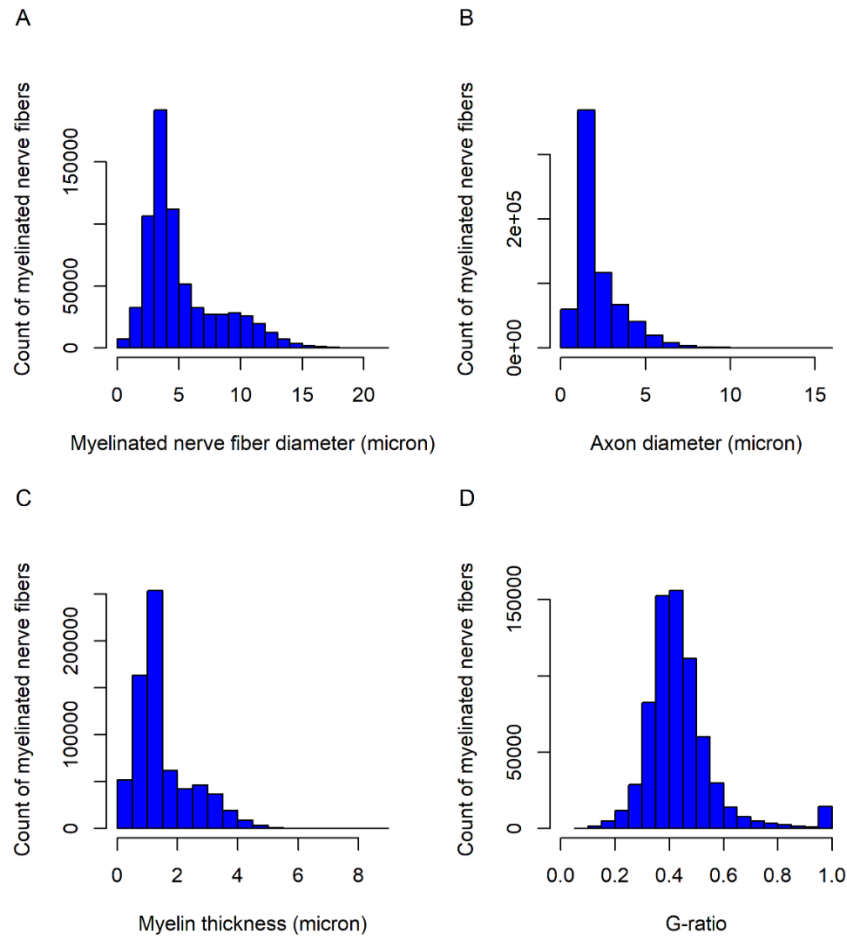 A
Count of myelinated nerve fibers
0
50000
150000
0 5 10 15 20
Myelinated nerve fiber diameter (micron)
B
Count of myelinated nerve fibers
0e+00
2e+05
0 5 10 15
Axon diameter (micron)
C
Count of myelinated nerve fibers
0
100000
200000
0 2 4 6 8
Myelin thickness (micron)
D
Count of myelinated nerve fibers
0
50000
150000
0.0 0.2 0.4 0.6 0.8 1.0
G-ratio